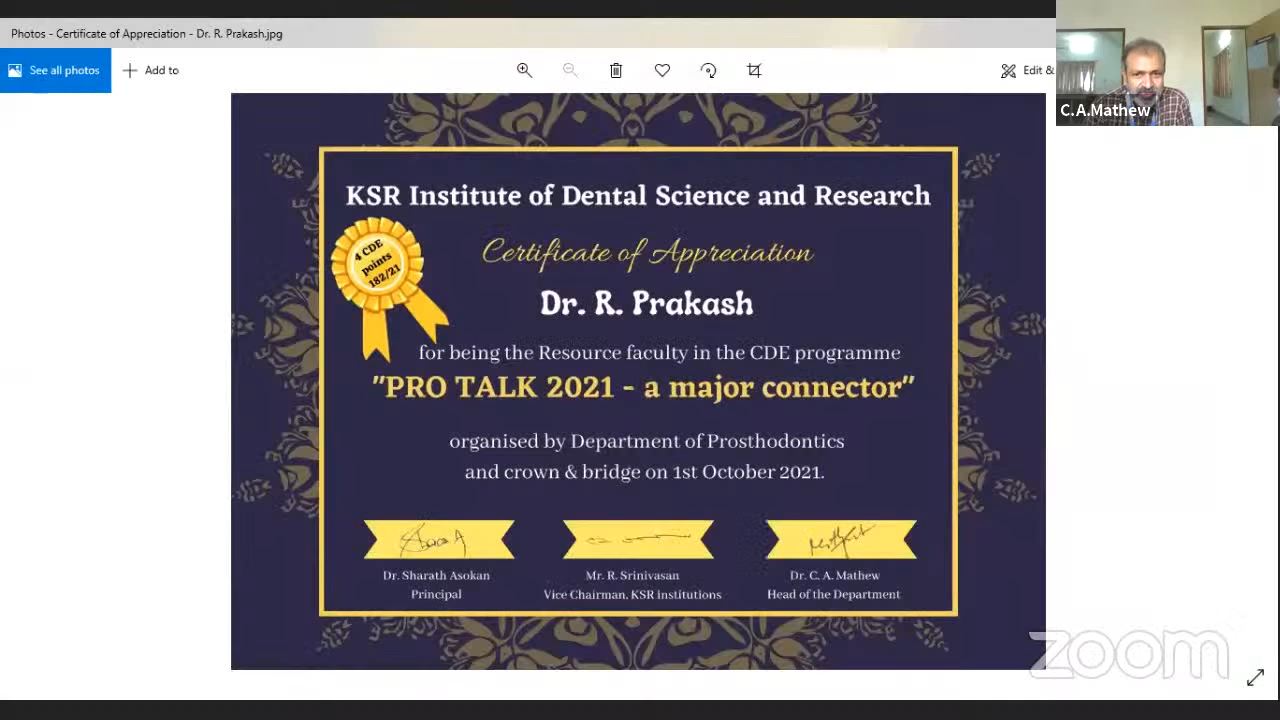 Photos - Certificate of Appreciation - Dr. R. Prakash.jpg
See all photos
Add to
Edit &
C.A.Mathew
KSR Institute of Dental Science and Research
Certificate of Appreciation
4 CDE
points
182/21
Dr. R. Prakash
for being the Resource faculty in the CDE programme
"PRO TALK 2021 - a major connector"
organised by Department of Prosthodontics
and crown & bridge on 1st October 2021.
Dr. Sharath Asokan
Principal
Mr. R. Srinivasan
Vice Chairman, KSR institutions
Dr. C. A. Mathew
Head of the Department
zoom